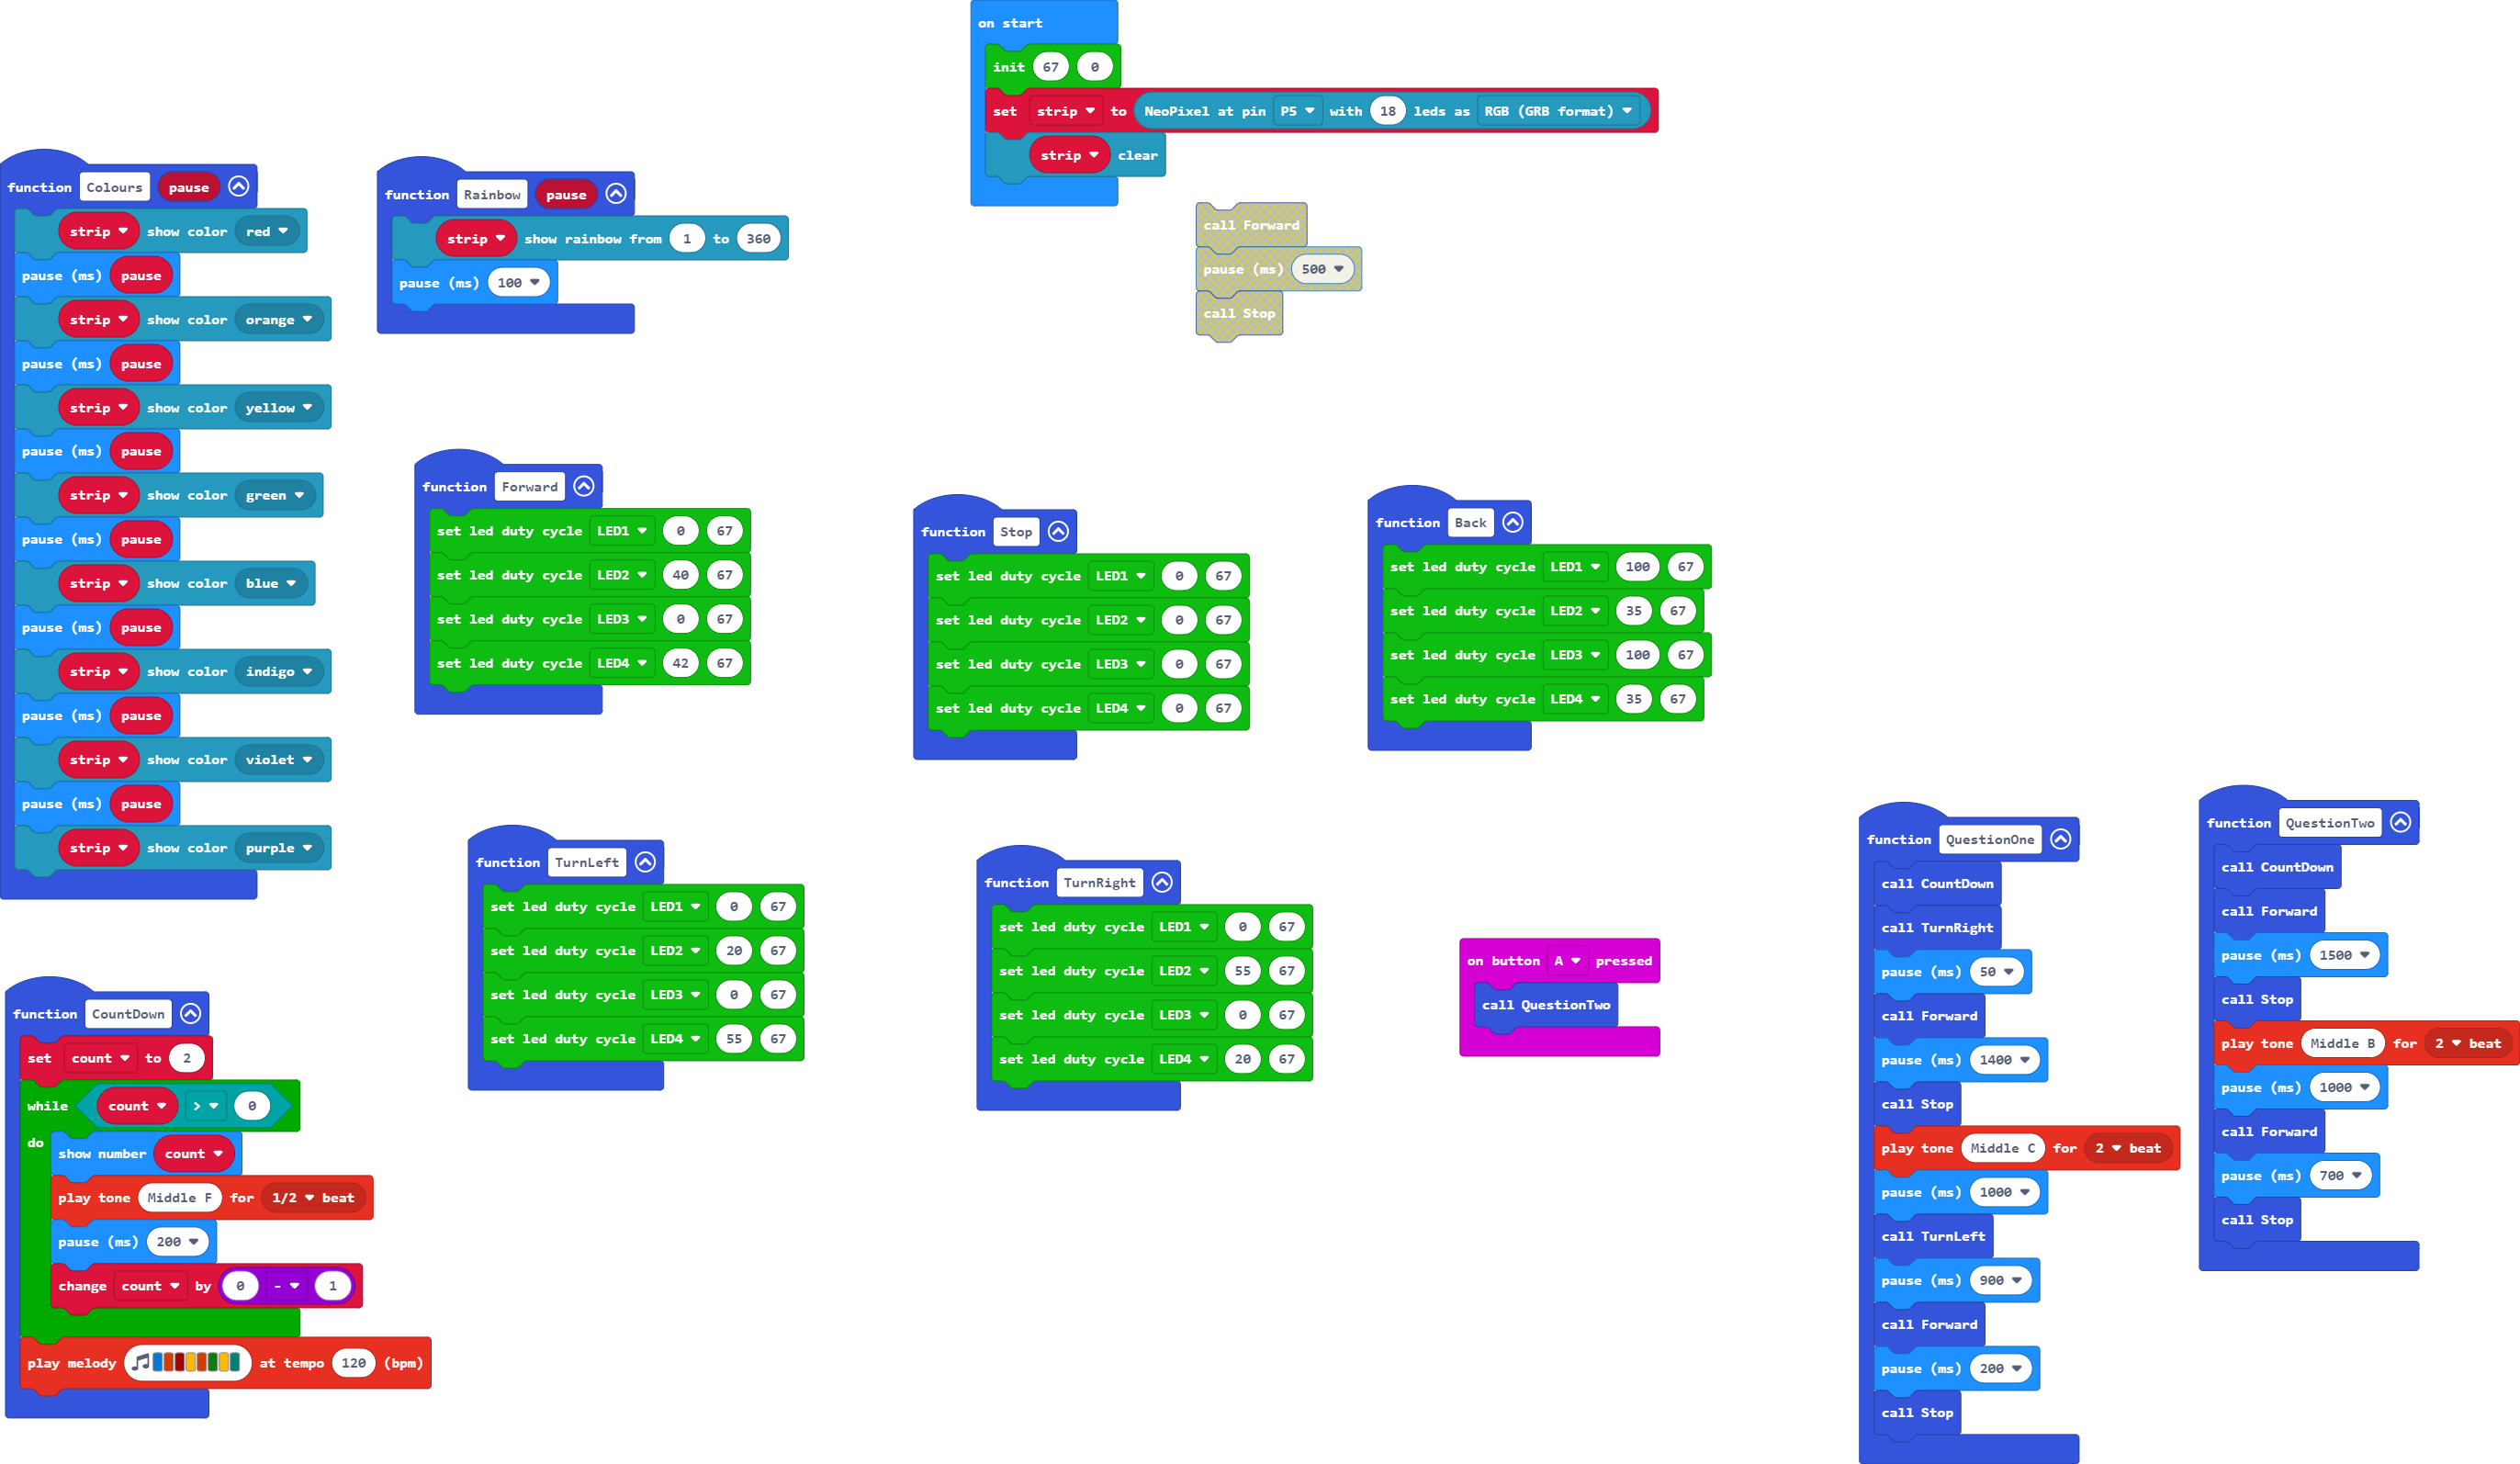 on start
init 67 0
set strip to NeoPixel at pin P5 with 18 leds as RGB (GRB format)
strip clear
call Forward
pause (ms) 500
call Stop
function Colours pause
strip show color red
pause (ms) pause
strip show color orange
pause (ms) pause
strip show color yellow
pause (ms) pause
strip show color green
pause (ms) pause
strip show color blue
pause (ms) pause
strip show color indigo
pause (ms) pause
strip show color violet
pause (ms) pause
strip show color purple
function Rainbow pause
strip show rainbow from 1 to 360
pause (ms) 100
function Forward
set led duty cycle LED1 0 67
set led duty cycle LED2 40 67
set led duty cycle LED3 0 67
set led duty cycle LED4 42 67
function Stop
set led duty cycle LED1 0 67
set led duty cycle LED2 0 67
set led duty cycle LED3 0 67
set led duty cycle LED4 0 67
function Back
set led duty cycle LED1 100 67
set led duty cycle LED2 35 67
set led duty cycle LED3 100 67
set led duty cycle LED4 35 67
function TurnLeft
set led duty cycle LED1 0 67
set led duty cycle LED2 20 67
set led duty cycle LED3 0 67
set led duty cycle LED4 55 67
function TurnRight
set led duty cycle LED1 0 67
set led duty cycle LED2 55 67
set led duty cycle LED3 0 67
set led duty cycle LED4 20 67
on button A pressed
call QuestionTwo
function CountDown
set count to 2
while count > 0
do
show number count
play tone Middle F for 1/2 beat
pause (ms) 200
change count by 0 - 1
play melody at tempo 120 (bpm)
function QuestionOne
call CountDown
call TurnRight
pause (ms) 50
call Forward
pause (ms) 1400
call Stop
play tone Middle C for 2 beat
pause (ms) 1000
call TurnLeft
pause (ms) 900
call Forward
pause (ms) 200
call Stop
function QuestionTwo
call CountDown
call Forward
pause (ms) 1500
call Stop
play tone Middle B for 2 beat
pause (ms) 1000
call Forward
pause (ms) 700
call Stop